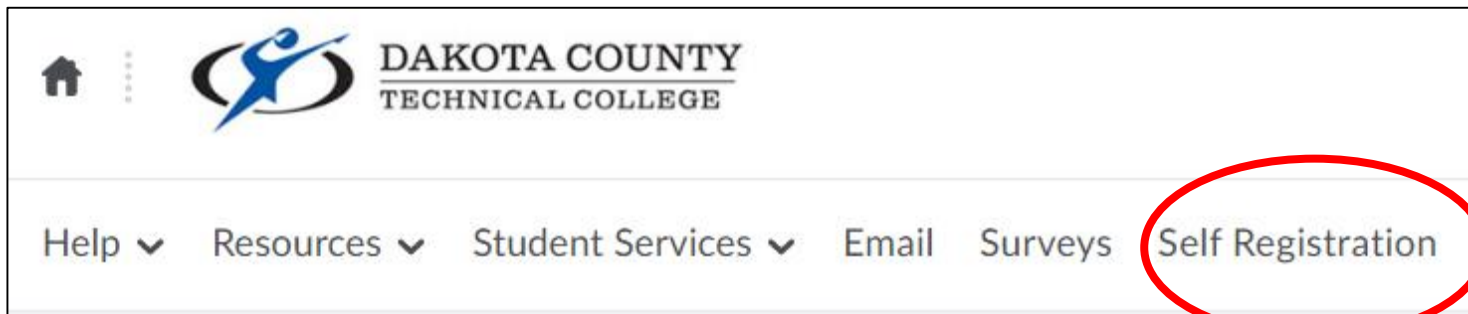 DAKOTA COUNTY
TECHNICAL COLLEGE
Help Resources Student Services Email Surveys Self Registration